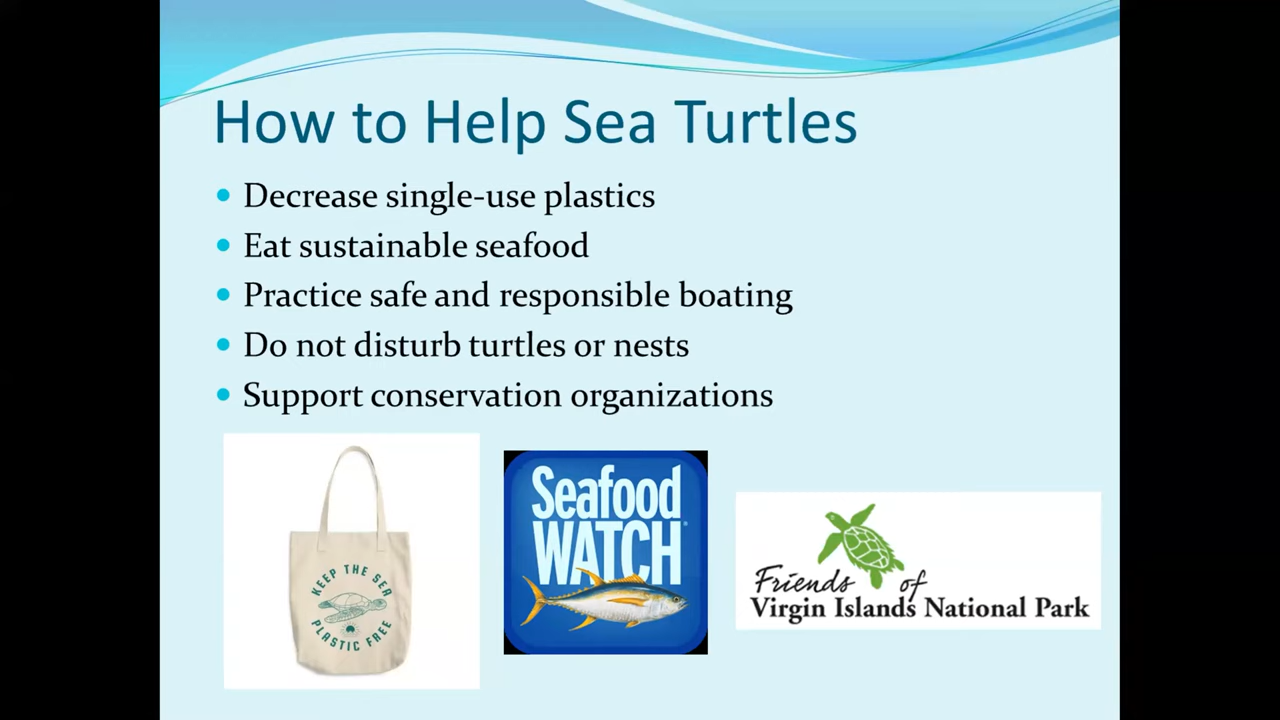 How to Help Sea Turtles
Decrease single-use plastics
Eat sustainable seafood
Practice safe and responsible boating
Do not disturb turtles or nests
Support conservation organizations
KEEP THE SEA
PLASTIC FREE
Seafood
WATCH®
Friends of
Virgin Islands National Park